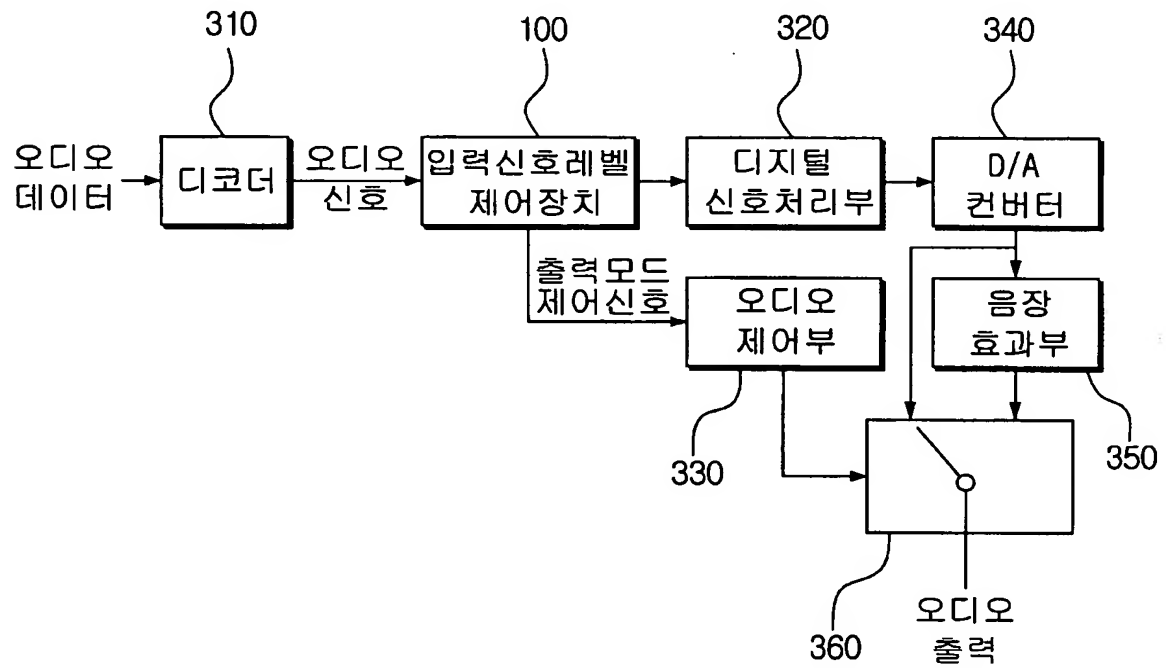 310
100
320
340
오디오
데이터
디코더
오디오
신호
입력신호레벨
제어장치
디지털
신호처리부
D/A
컨버터
출력모드
제어신호
오디오
제어부
음장
효과부
330
350
360
오디오
출력